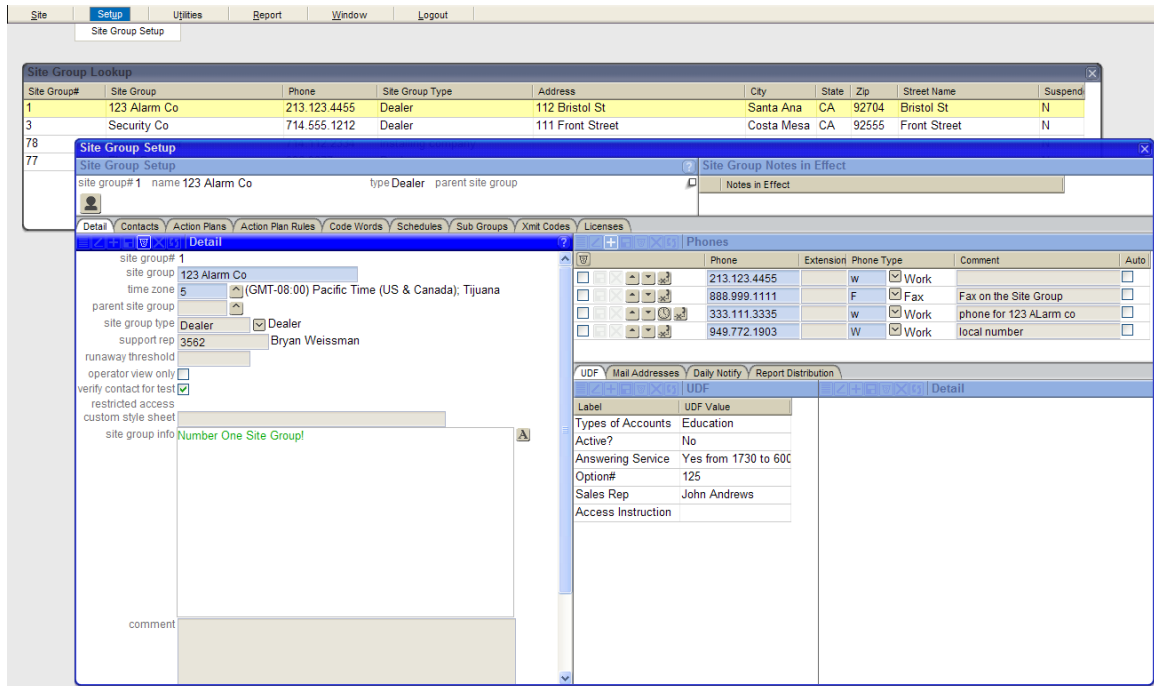 Site Setup Utilities Report Window Logout
Site Group Setup
Site Group Lookup
Site Group# Site Group Phone Site Group Type Address City State Zip Street Name Suspend
1 123 Alarm Co 213.123.4455 Dealer 112 Bristol St Santa Ana CA 92704 Bristol St N
3 Security Co 714.555.1212 Dealer 111 Front Street Costa Mesa CA 92555 Front Street N
78
77
Site Group Setup
Site Group Setup ? Site Group Notes in Effect
site group# 1 name 123 Alarm Co type Dealer parent site group Notes in Effect
Detail Contacts Action Plans Action Plan Rules Code Words Schedules Sub Groups Xmit Codes Licenses
Detail ?
site group# 1
site group 123 Alarm Co
time zone 5 (GMT-08:00) Pacific Time (US & Canada); Tijuana
parent site group
site group type Dealer Dealer
support rep 3562 Bryan Weissman
runaway threshold
operator view only
verify contact for test
restricted access
custom style sheet
site group info Number One Site Group! A
comment
Phones
Phone Extension Phone Type Comment Auto
213.123.4455 w Work
888.999.1111 F Fax Fax on the Site Group
333.111.3335 w Work phone for 123 ALarm co
949.772.1903 W Work local number
UDF Mail Addresses Daily Notify Report Distribution
UDF Detail
Label UDF Value
Types of Accounts Education
Active? No
Answering Service Yes from 1730 to 600
Option# 125
Sales Rep John Andrews
Access Instruction